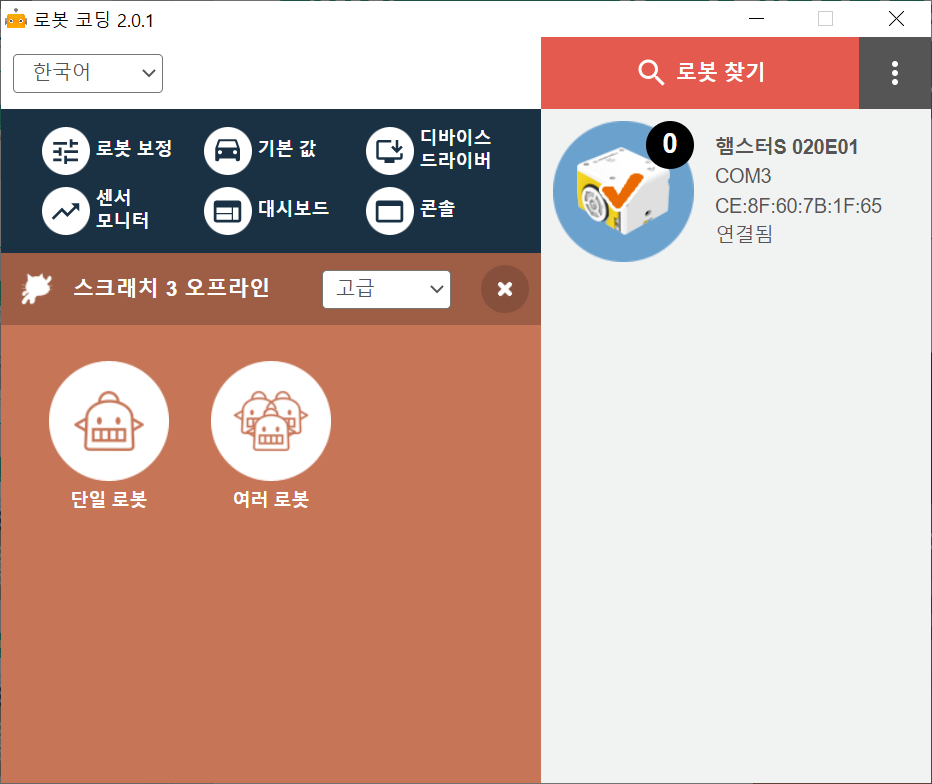 로봇 코딩 2.0.1
한국어
로봇 찾기
로봇 보정
기본 값
디바이스
드라이버
센서
모니터
대시보드
콘솔
스크래치 3 오프라인
고급
단일 로봇
여러 로봇
0
햄스터S 020E01
COM3
CE:8F:60:7B:1F:65
연결됨